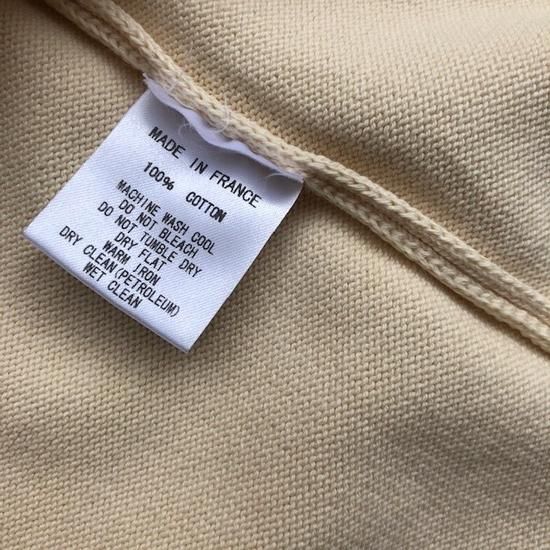 MADE IN FRANCE
100% COTTON
MACHINE WASH COOL
DO NOT BLEACH
DO NOT TUMBLE DRY
DRY FLAT
WARM IRON
DRY CLEAN(PETROLEUM)
WET CLEAN